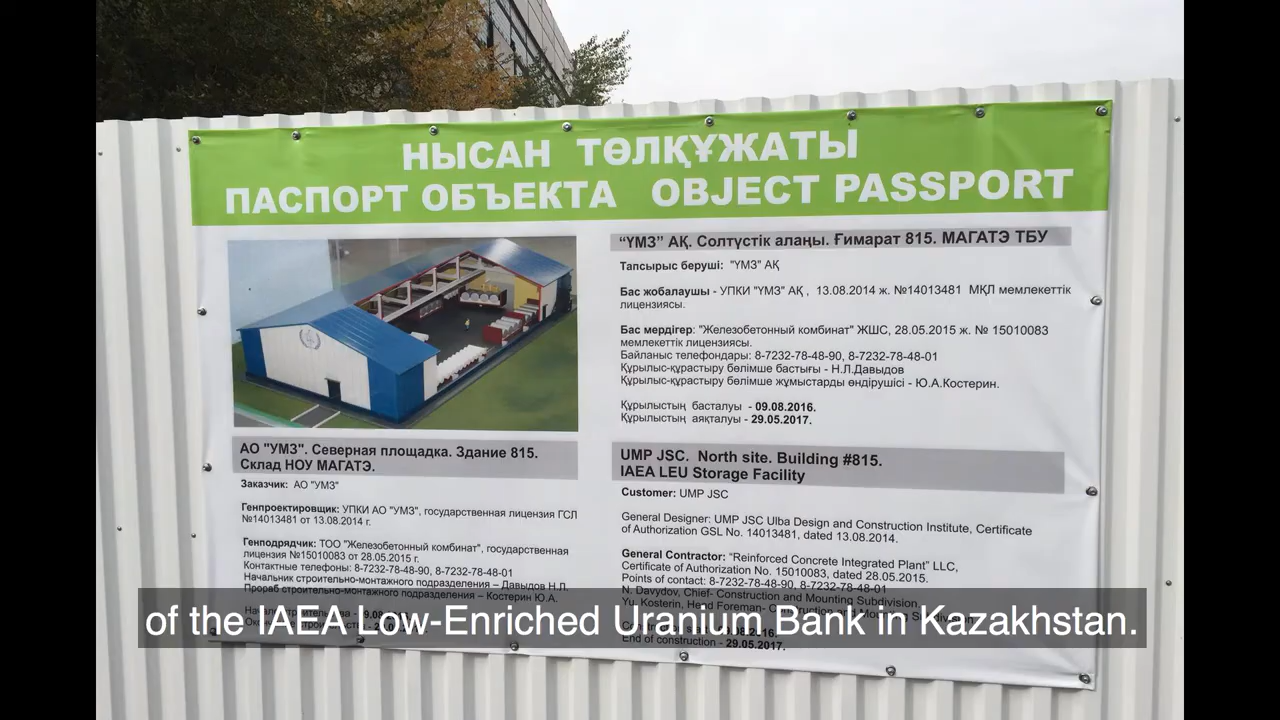 НЫСАН ТӨЛҚҰЖАТЫ
ПАСПОРТ ОБЪЕКТА OBJECT PASSPORT
“ҮМЗ” АҚ. Солтүстік алаңы. Ғимарат 815. МАГАТЭ ТБУ
Тапсырыс беруші: "ҮМЗ" АҚ
Бас жобалаушы - УПКИ "ҮМЗ" АҚ , 13.08.2014 ж. №14013481 МҚЛ мемлекеттік
лицензиясы.
Бас мердігер: "Железобетонный комбинат" ЖШС, 28.05.2015 ж. № 15010083
мемлекеттік лицензиясы.
Байланыс телефондары: 8-7232-78-48-90, 8-7232-78-48-01
Құрылыс-құрастыру бөлімше бастығы - Н.Л.Давыдов
Құрылыс-құрастыру бөлімше жұмыстарды өндірушісі - Ю.А.Костерин.
Құрылыстың басталуы - 09.08.2016.
Құрылыстың аяқталуы - 29.05.2017.
АО "УМЗ". Северная площадка. Здание 815.
Склад НОУ МАГАТЭ.
Заказчик: АО "УМЗ"
Генпроектировщик: УПКИ АО "УМЗ", государственная лицензия ГСЛ
№14013481 от 13.08.2014 г.
Генподрядчик: ТОО "Железобетонный комбинат", государственная
лицензия №15010083 от 28.05.2015 г.
Контактные телефоны: 8-7232-78-48-90, 8-7232-78-48-01
Начальник строительно-монтажного подразделения – Давыдов Н.Л.
Прораб строительно-монтажного подразделения – Костерин Ю.А.
UMP JSC. North site. Building #815.
IAEA LEU Storage Facility
Customer: UMP JSC
General Designer: UMP JSC Ulba Design and Construction Institute, Certificate
of Authorization GSL No. 14013481, dated 13.08.2014.
General Contractor: “Reinforced Concrete Integrated Plant” LLC,
Certificate of Authorization No. 15010083, dated 28.05.2015.
Points of contact: 8-7232-78-48-90, 8-7232-78-48-01
N. Davydov, Chief- Construction and Mounting Subdivision
Yu. Kosterin, Head Foreman- Construction and Mounting Subdivision
End of construction - 29.05.2017.
of the IAEA Low-Enriched Uranium Bank in Kazakhstan.